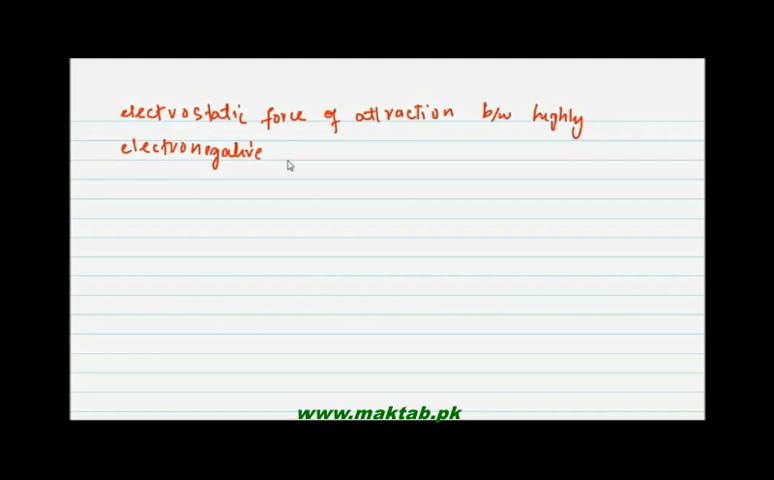 electrostatic force of attraction b/w highly
electronegative
www.maktab.pk